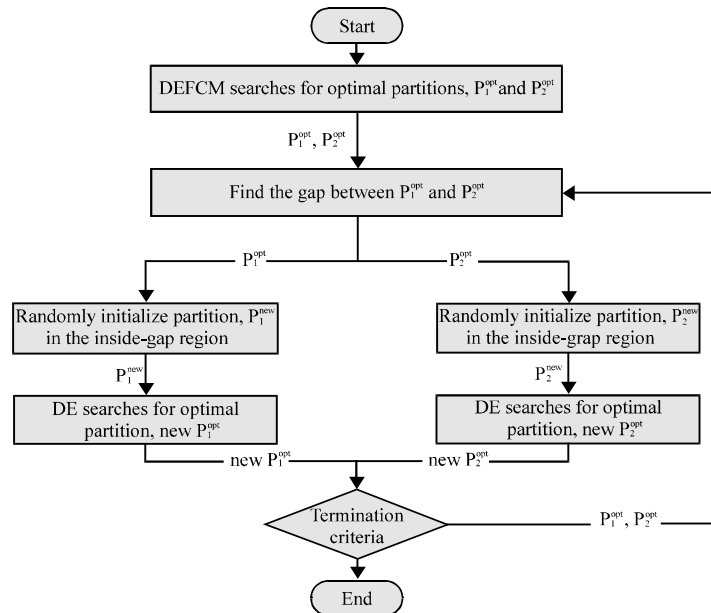 Start
DEFCM searches for optimal partitions, P₁ᵒᵖᵗ and P₂ᵒᵖᵗ
P₁ᵒᵖᵗ, P₂ᵒᵖᵗ
Find the gap between P₁ᵒᵖᵗ and P₂ᵒᵖᵗ
P₁ᵒᵖᵗ
P₂ᵒᵖᵗ
Randomly initialize partition, P₁ⁿᵉʷ
in the inside-gap region
Randomly initialize partition, P₂ⁿᵉʷ
in the inside-grap region
P₁ⁿᵉʷ
P₂ⁿᵉʷ
DE searches for optimal
partition, new P₁ᵒᵖᵗ
DE searches for optimal
partition, new P₂ᵒᵖᵗ
new P₁ᵒᵖᵗ
new P₂ᵒᵖᵗ
Termination
criteria
P₁ᵒᵖᵗ, P₂ᵒᵖᵗ
End